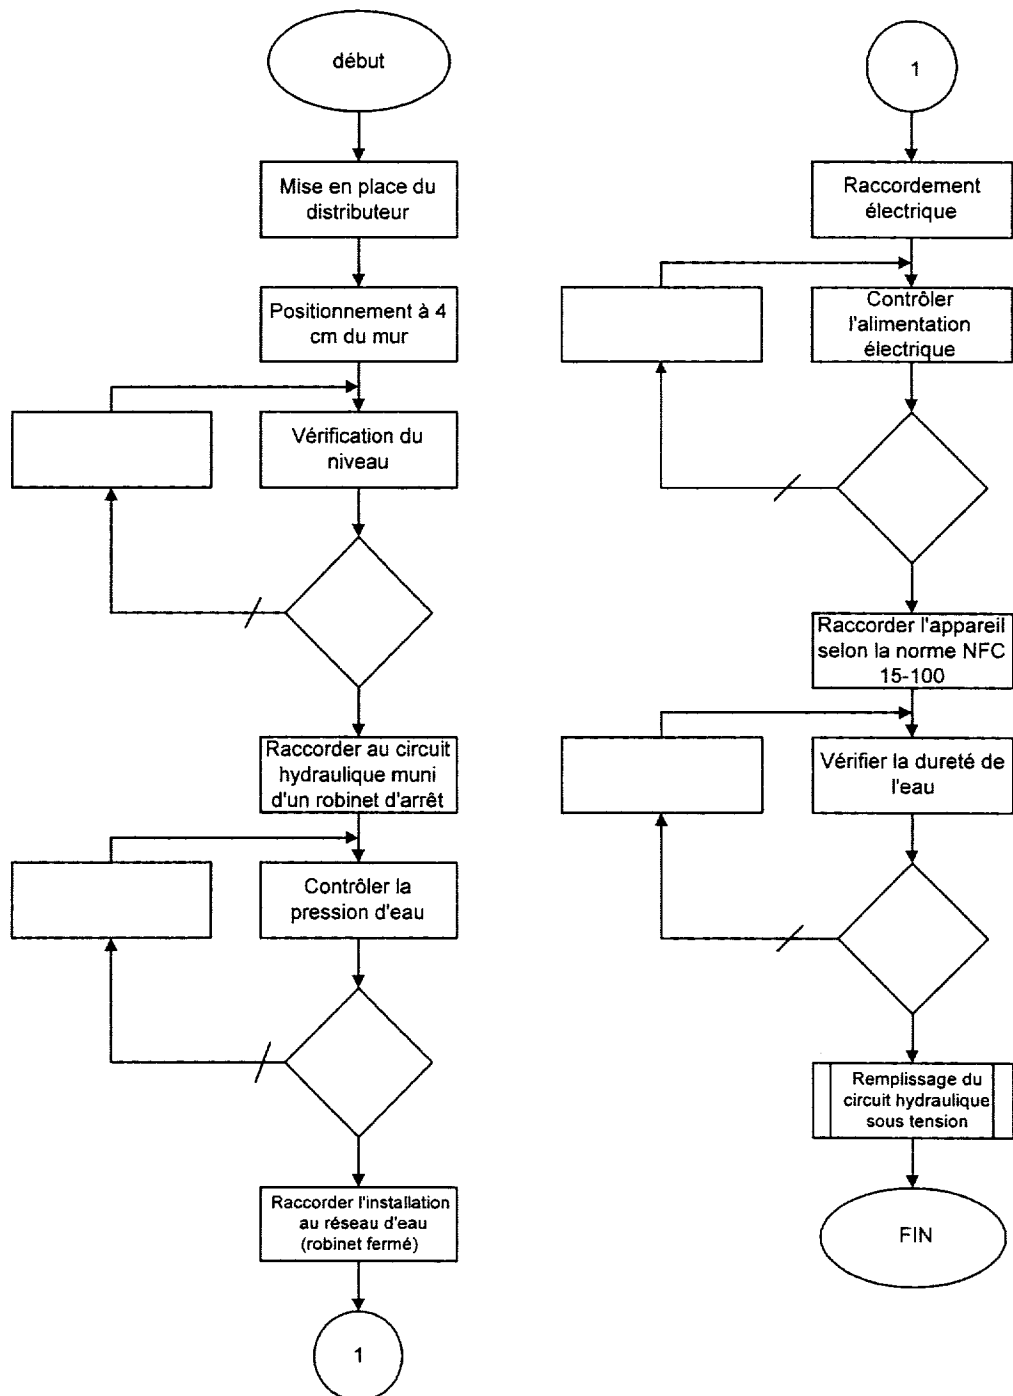 début
Mise en place du
distributeur
Positionnement à 4
cm du mur
Vérification du
niveau
Raccorder au circuit
hydraulique muni
d'un robinet d'arrêt
Contrôler la
pression d'eau
Raccorder l'installation
au réseau d'eau
(robinet fermé)
1
1
Raccordement
électrique
Contrôler
l'alimentation
électrique
Raccorder l'appareil
selon la norme NFC
15-100
Vérifier la dureté de
l'eau
Remplissage du
circuit hydraulique
sous tension
FIN